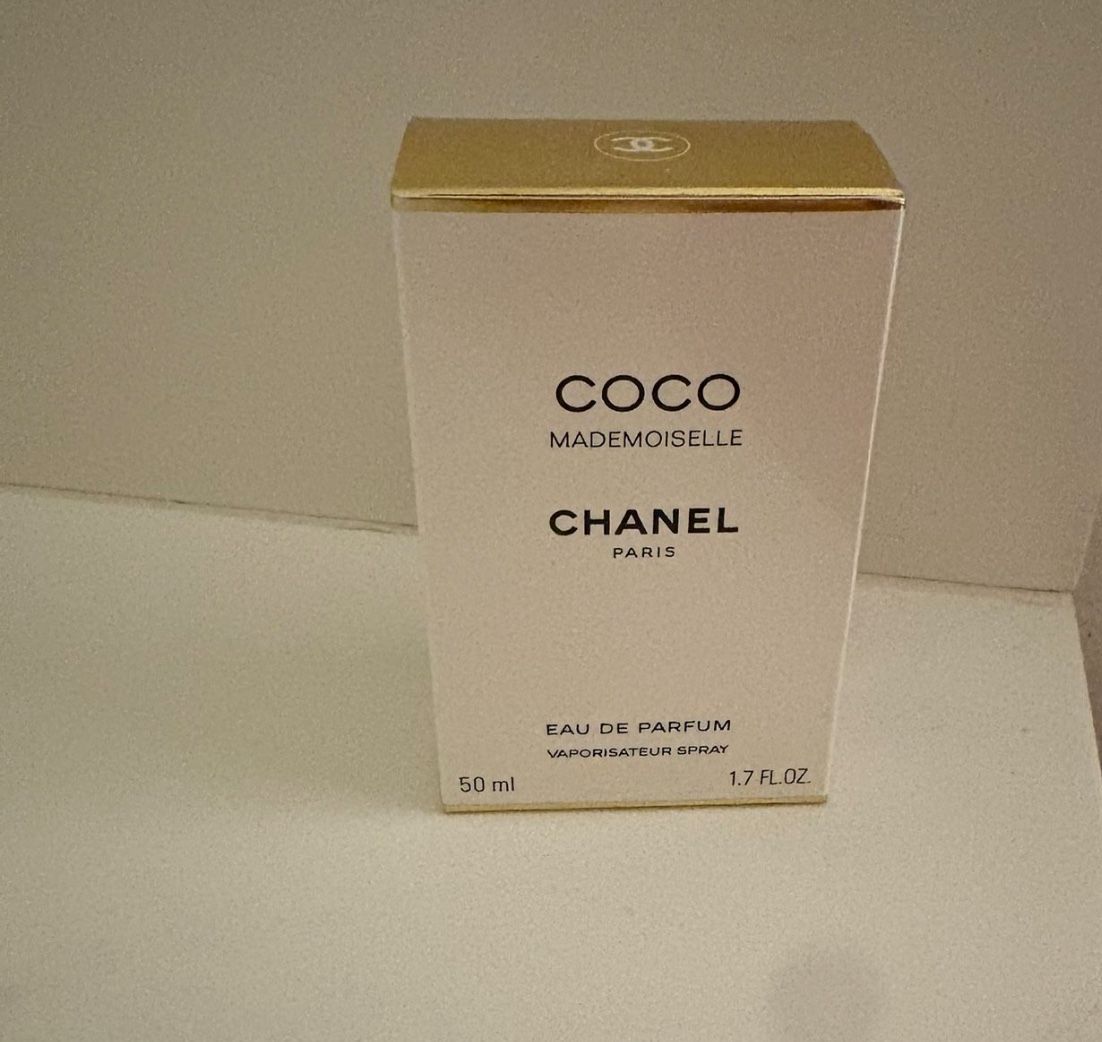 COCO
MADEMOISELLE
CHANEL
PARIS
EAU DE PARFUM
VAPORISATEUR SPRAY
50 ml 1.7 FL.OZ.